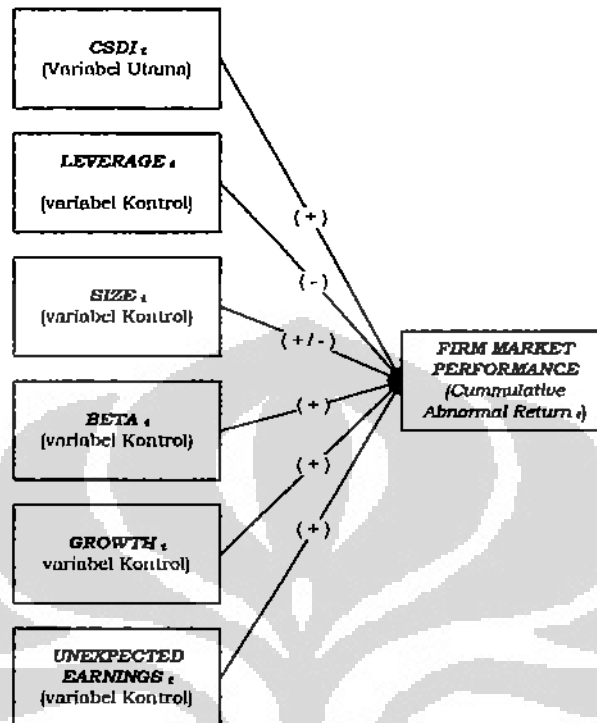 CSDI t
(Variabel Utama)
LEVERAGE t
(variabel Kontrol)
(+)
(-)
SIZE t
(variabel Kontrol)
(+/-)
FIRM MARKET
PERFORMANCE
(Cummulative
Abnormal Return t)
BETA t
(variabel Kontrol)
(+)
(+)
GROWTH t
variabel Kontrol)
(+)
UNEXPECTED
EARNINGS t
(variabel Kontrol)